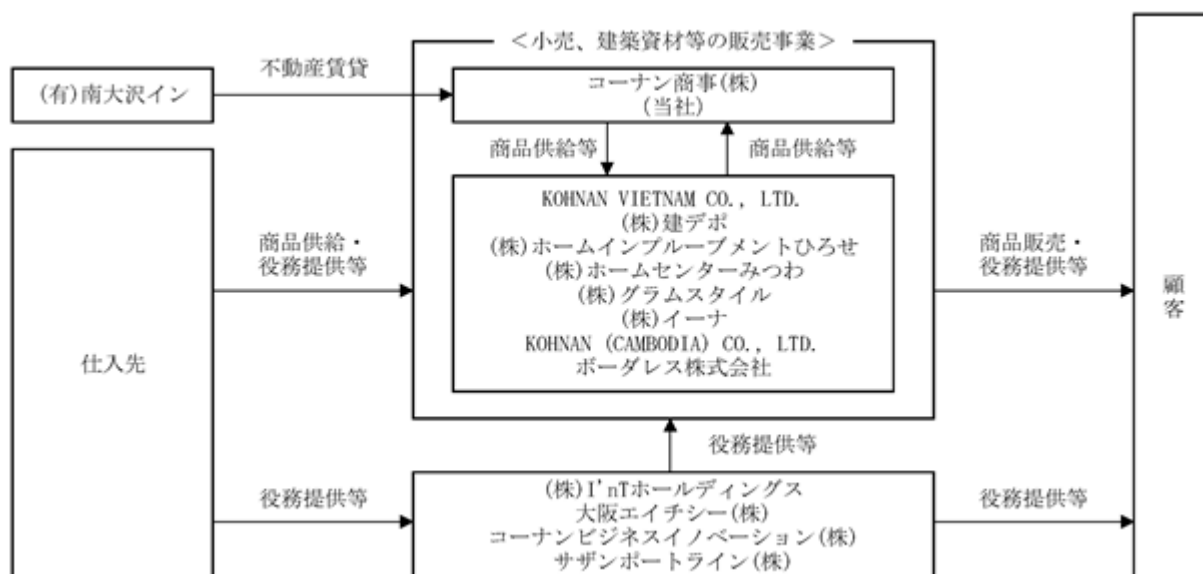 ＜小売、建築資材等の販売事業＞
不動産賃貸
(有)南大沢イン
コーナン商事(株)
(当社)
商品供給等
商品供給等
KOHNAN VIETNAM CO., LTD.
(株)建デポ
(株)ホームインプルーブメントひろせ
(株)ホームセンターみつわ
(株)グラムスタイル
(株)イーナ
KOHNAN (CAMBODIA) CO., LTD.
ボーダレス株式会社
商品供給・
役務提供等
商品販売・
役務提供等
顧
客
仕入先
役務提供等
役務提供等
(株)I'nTホールディングス
大阪エイチシー(株)
コーナンビジネスイノベーション(株)
サザンポートライン(株)
役務提供等